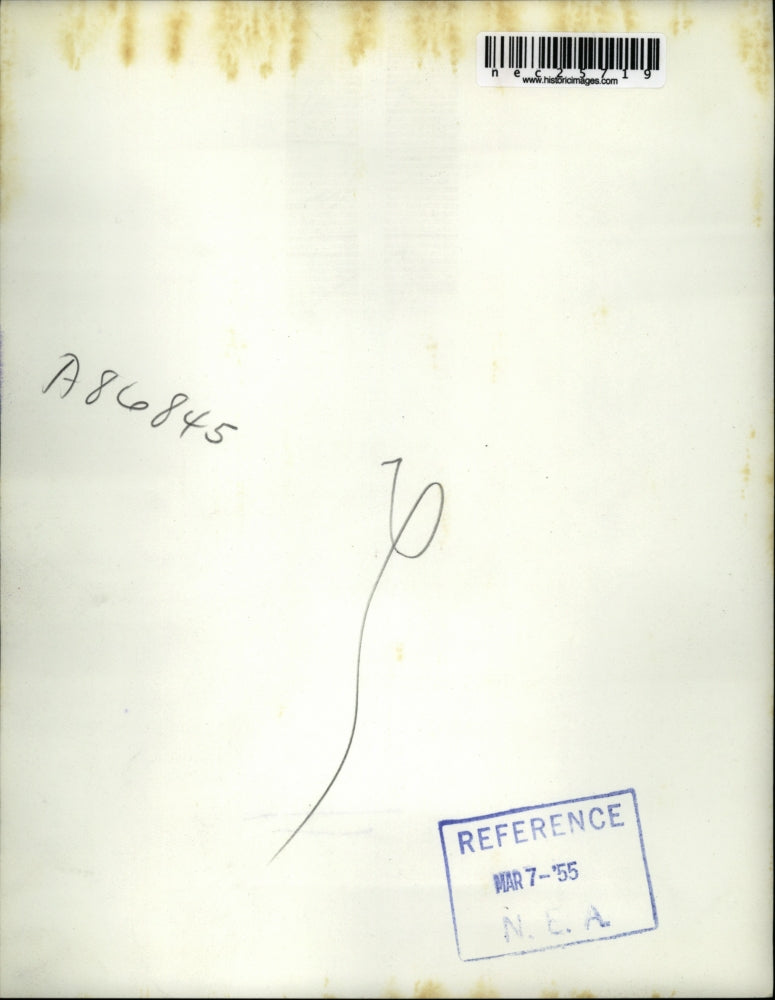 nec25719
www.historicimages.com
A86845
REFERENCE
MAR 7-'55
N. E. A.